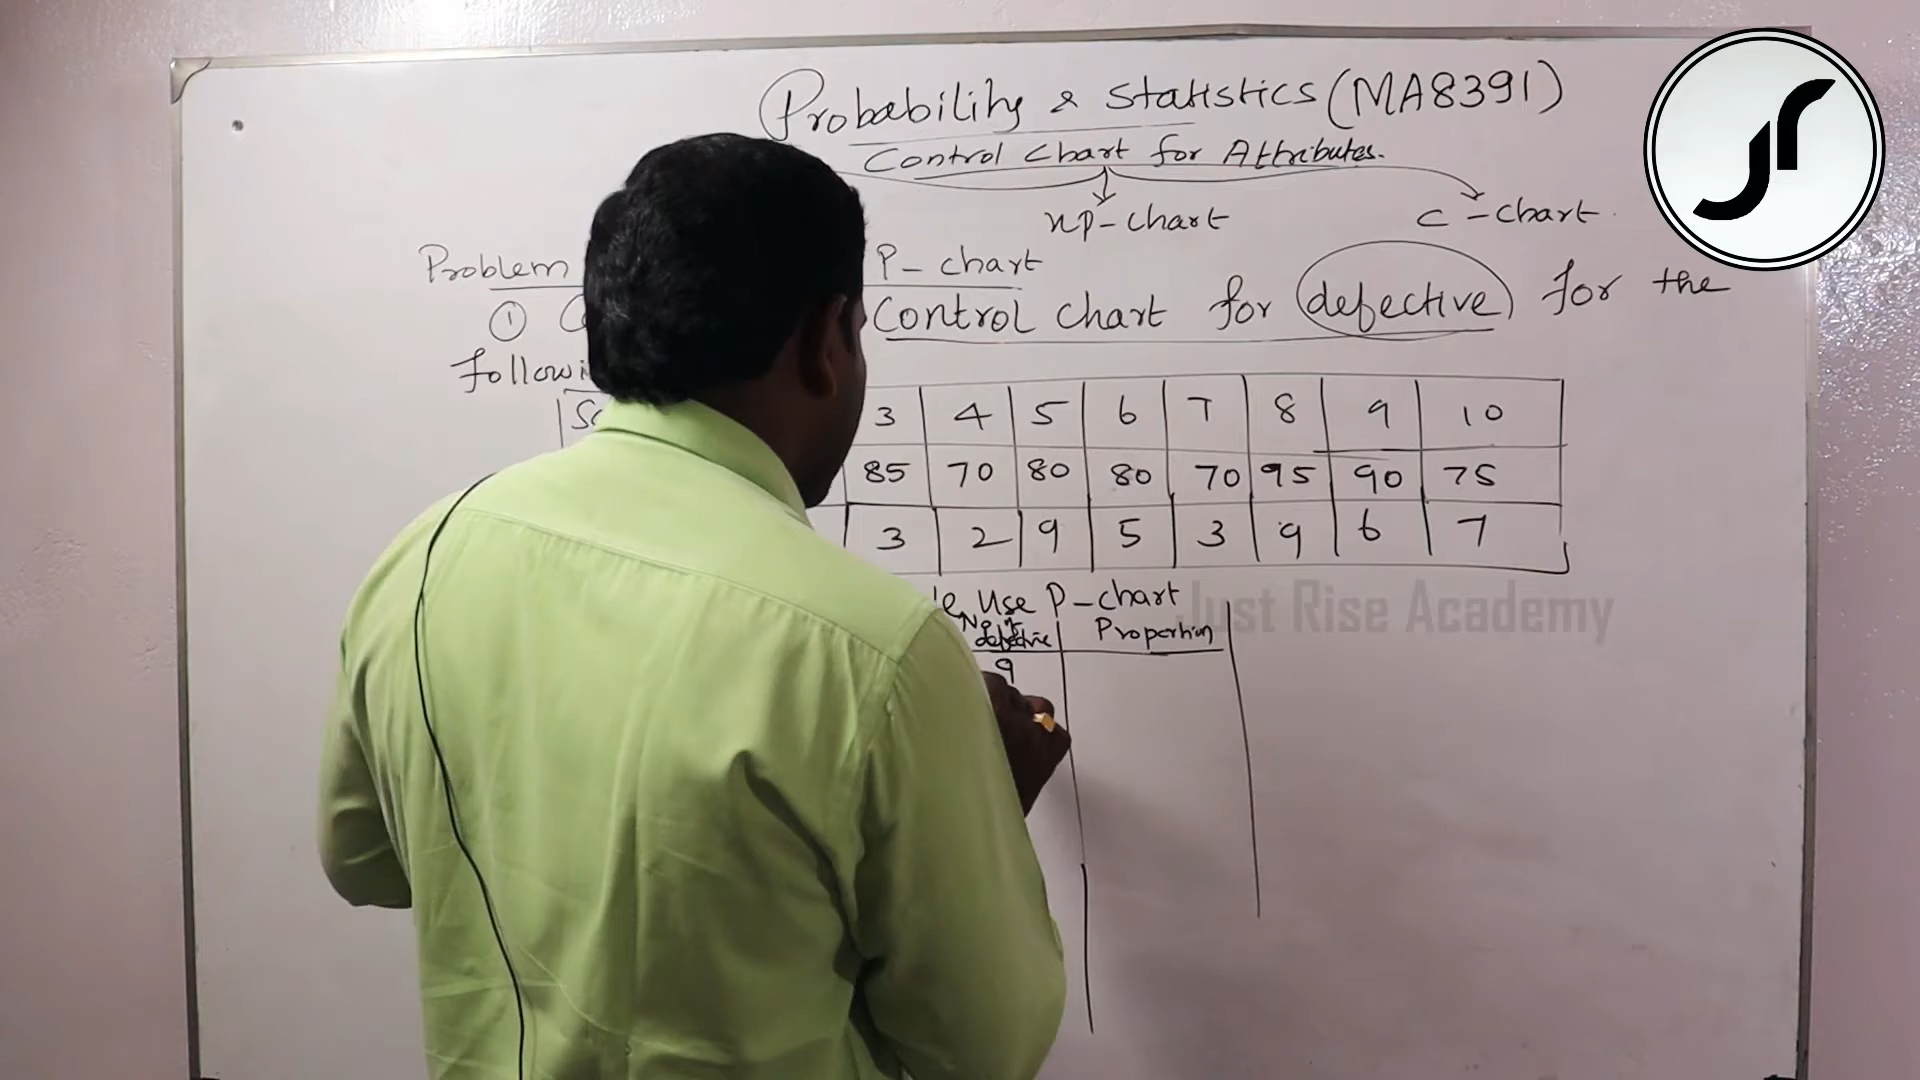 Probability & Statistics (MA8391)
Control Chart for Attributes.
np-chart
c-chart
Problem P-chart
① Control chart for defective for the
3 4 5 6 7 8 9 10
85 70 80 80 70 95 90 75
3 2 9 5 3 9 6 7
Use P-chart
No of defective Proportion
9
Just Rise Academy